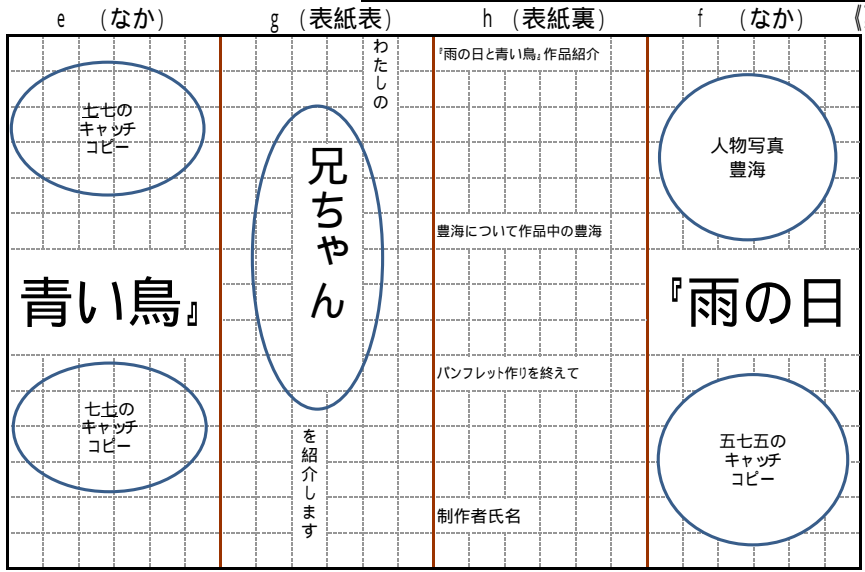 e (なか)
g (表紙表)
h (表紙裏)
f (なか)
《
七七の
キャッチ
コピー
青い鳥』
七七の
キャッチ
コピー
わたしの
兄ちゃん
を紹介します
『雨の日と青い鳥』作品紹介
豊海について作品中の豊海
パンフレット作りを終えて
制作者氏名
人物写真
豊海
『雨の日
五七五の
キャッチ
コピー